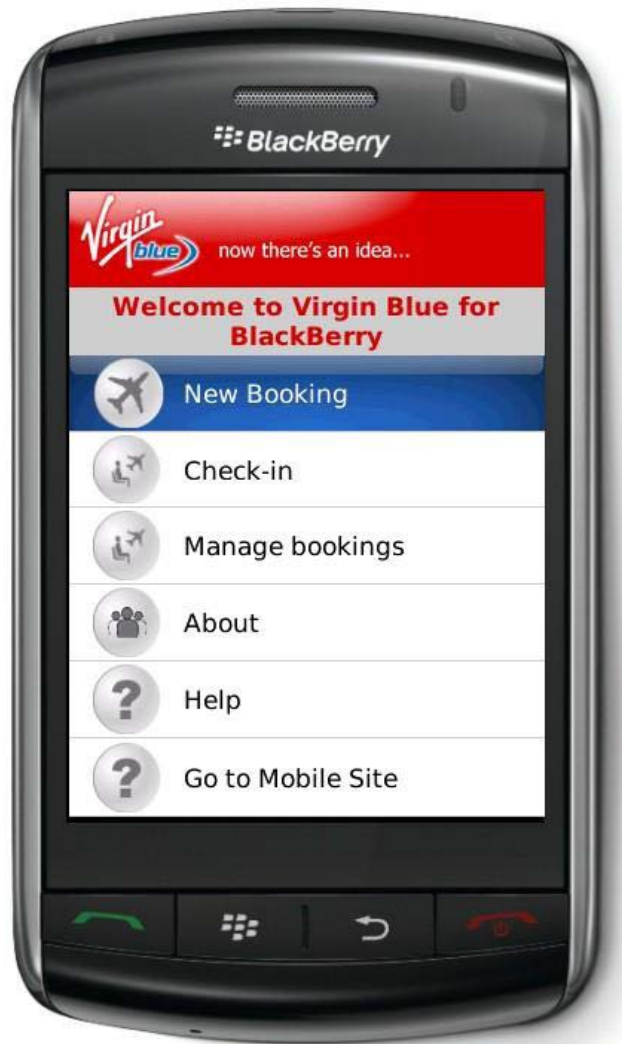 BlackBerry
Virgin
blue
now there's an idea...
Welcome to Virgin Blue for
BlackBerry
New Booking
Check-in
Manage bookings
About
?
Help
?
Go to Mobile Site